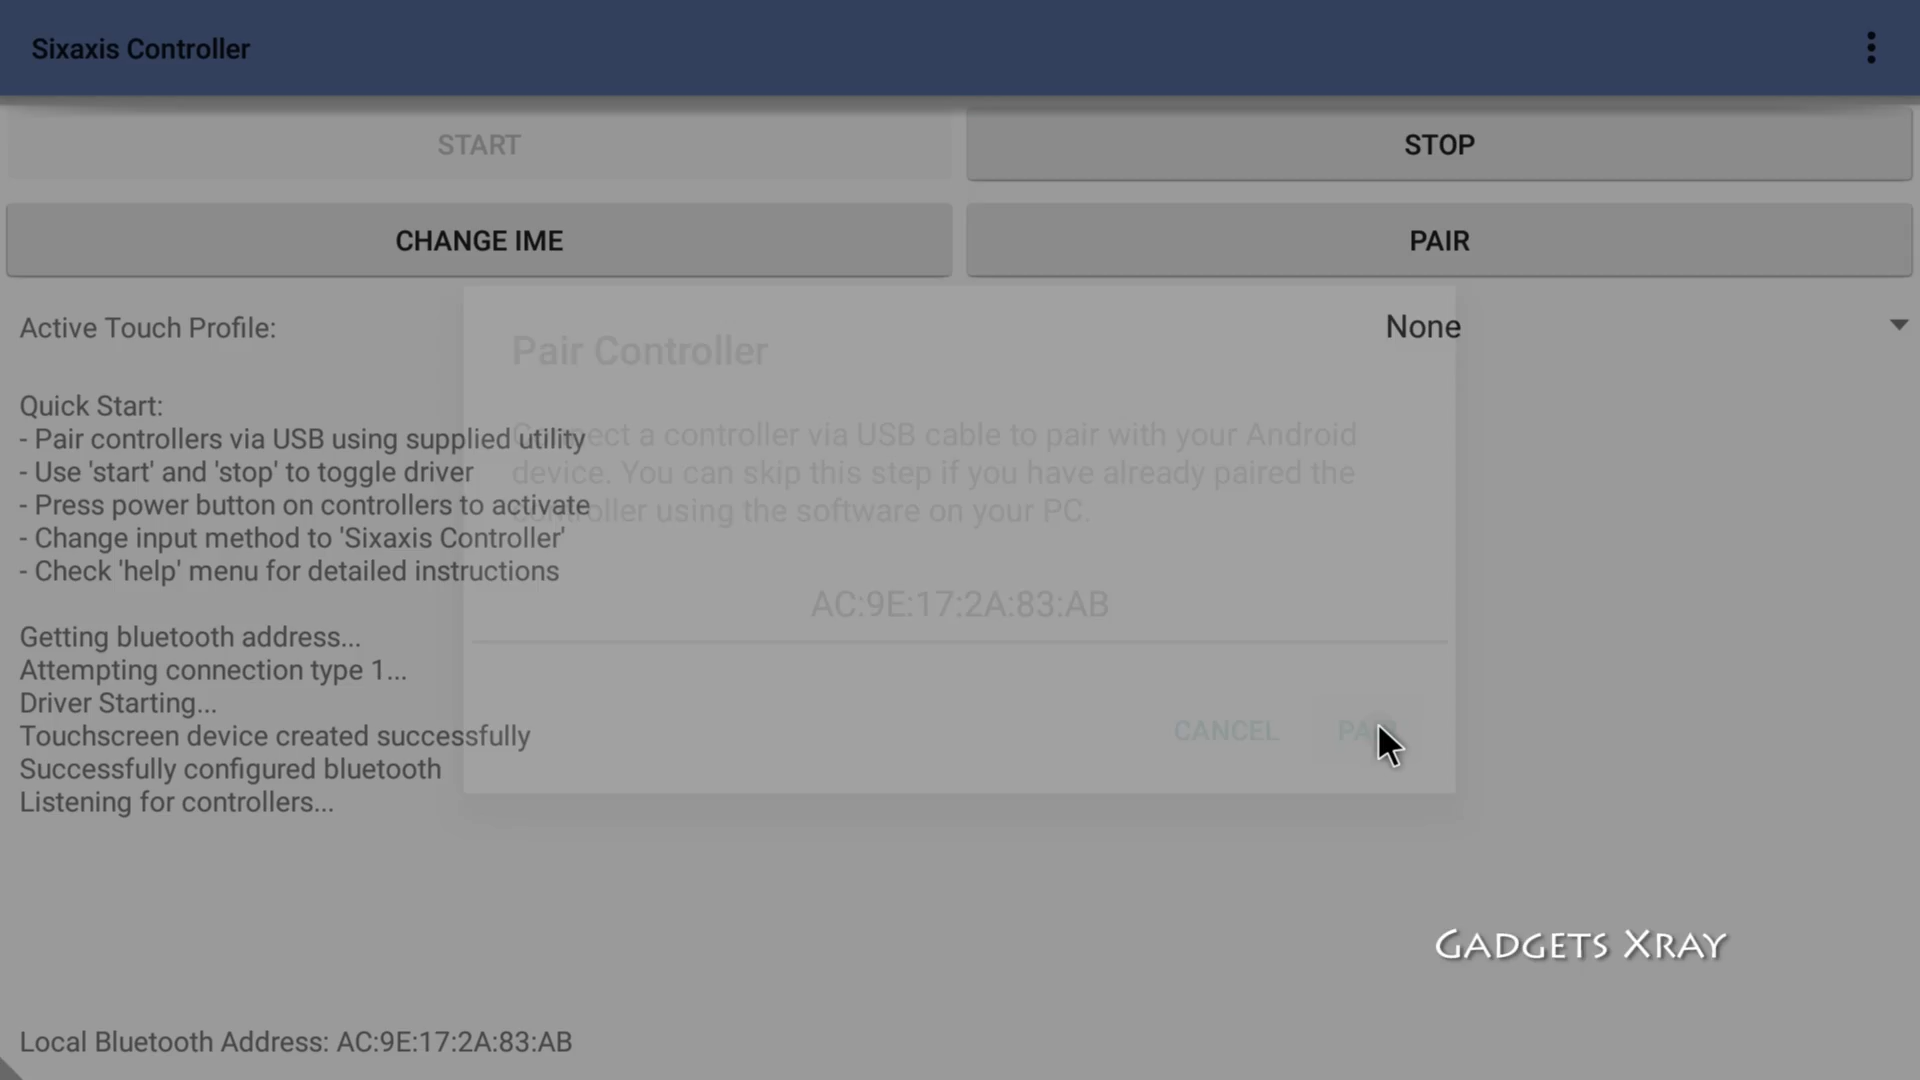 Sixaxis Controller
START
STOP
CHANGE IME
PAIR
Active Touch Profile:
None
Quick Start:
- Pair controllers via USB using supplied utility
- Use 'start' and 'stop' to toggle driver
- Press power button on controllers to activate
- Change input method to 'Sixaxis Controller'
- Check 'help' menu for detailed instructions
Getting bluetooth address...
Attempting connection type 1...
Driver Starting...
Touchscreen device created successfully
Successfully configured bluetooth
Listening for controllers...
Pair Controller
Connect a controller via USB cable to pair with your Android
device. You can skip this step if you have already paired the
controller using the software on your PC.
AC:9E:17:2A:83:AB
CANCEL
PAIR
Gadgets Xray
Local Bluetooth Address: AC:9E:17:2A:83:AB